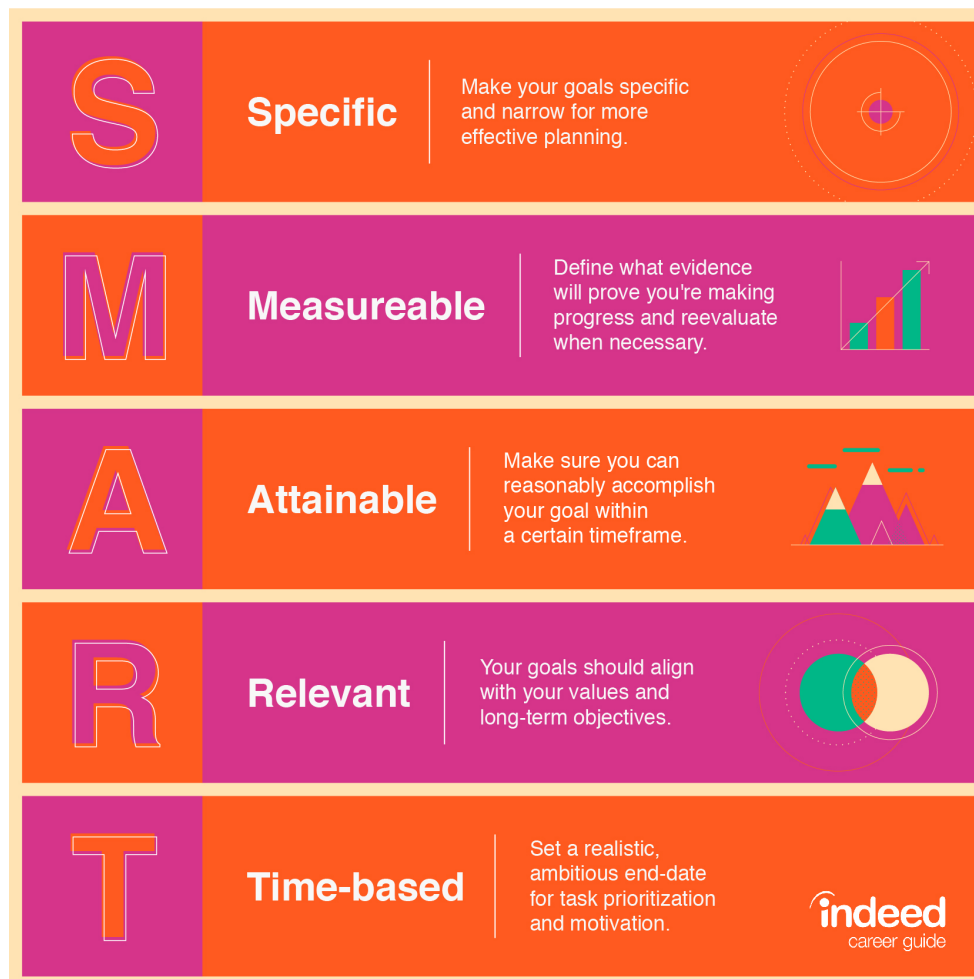 S
Specific
Make your goals specific
and narrow for more
effective planning.
M
Measureable
Define what evidence
will prove you're making
progress and reevaluate
when necessary.
A
Attainable
Make sure you can
reasonably accomplish
your goal within
a certain timeframe.
R
Relevant
Your goals should align
with your values and
long-term objectives.
T
Time-based
Set a realistic,
ambitious end-date
for task prioritization
and motivation.
indeed
career guide